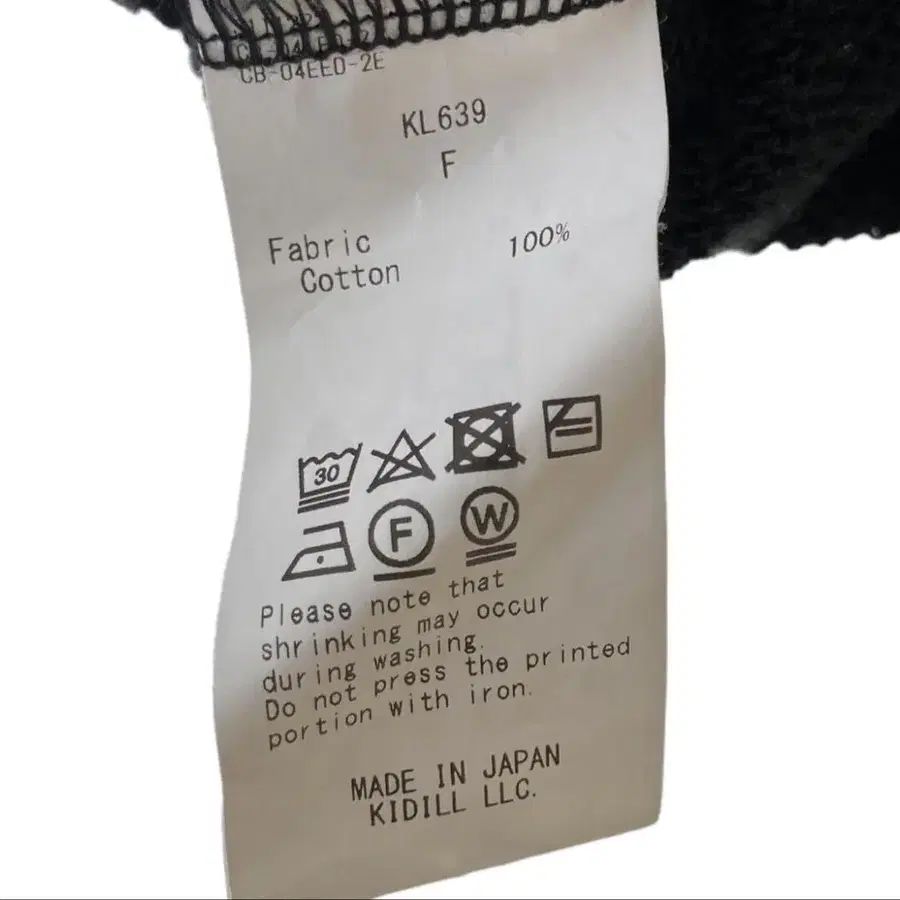 CB-04EE0-2E
KL639
F
Fabric
Cotton 100%
30
F W
Please note that
shrinking may occur
during washing.
Do not press the printed
portion with iron.
MADE IN JAPAN
KIDILL LLC.